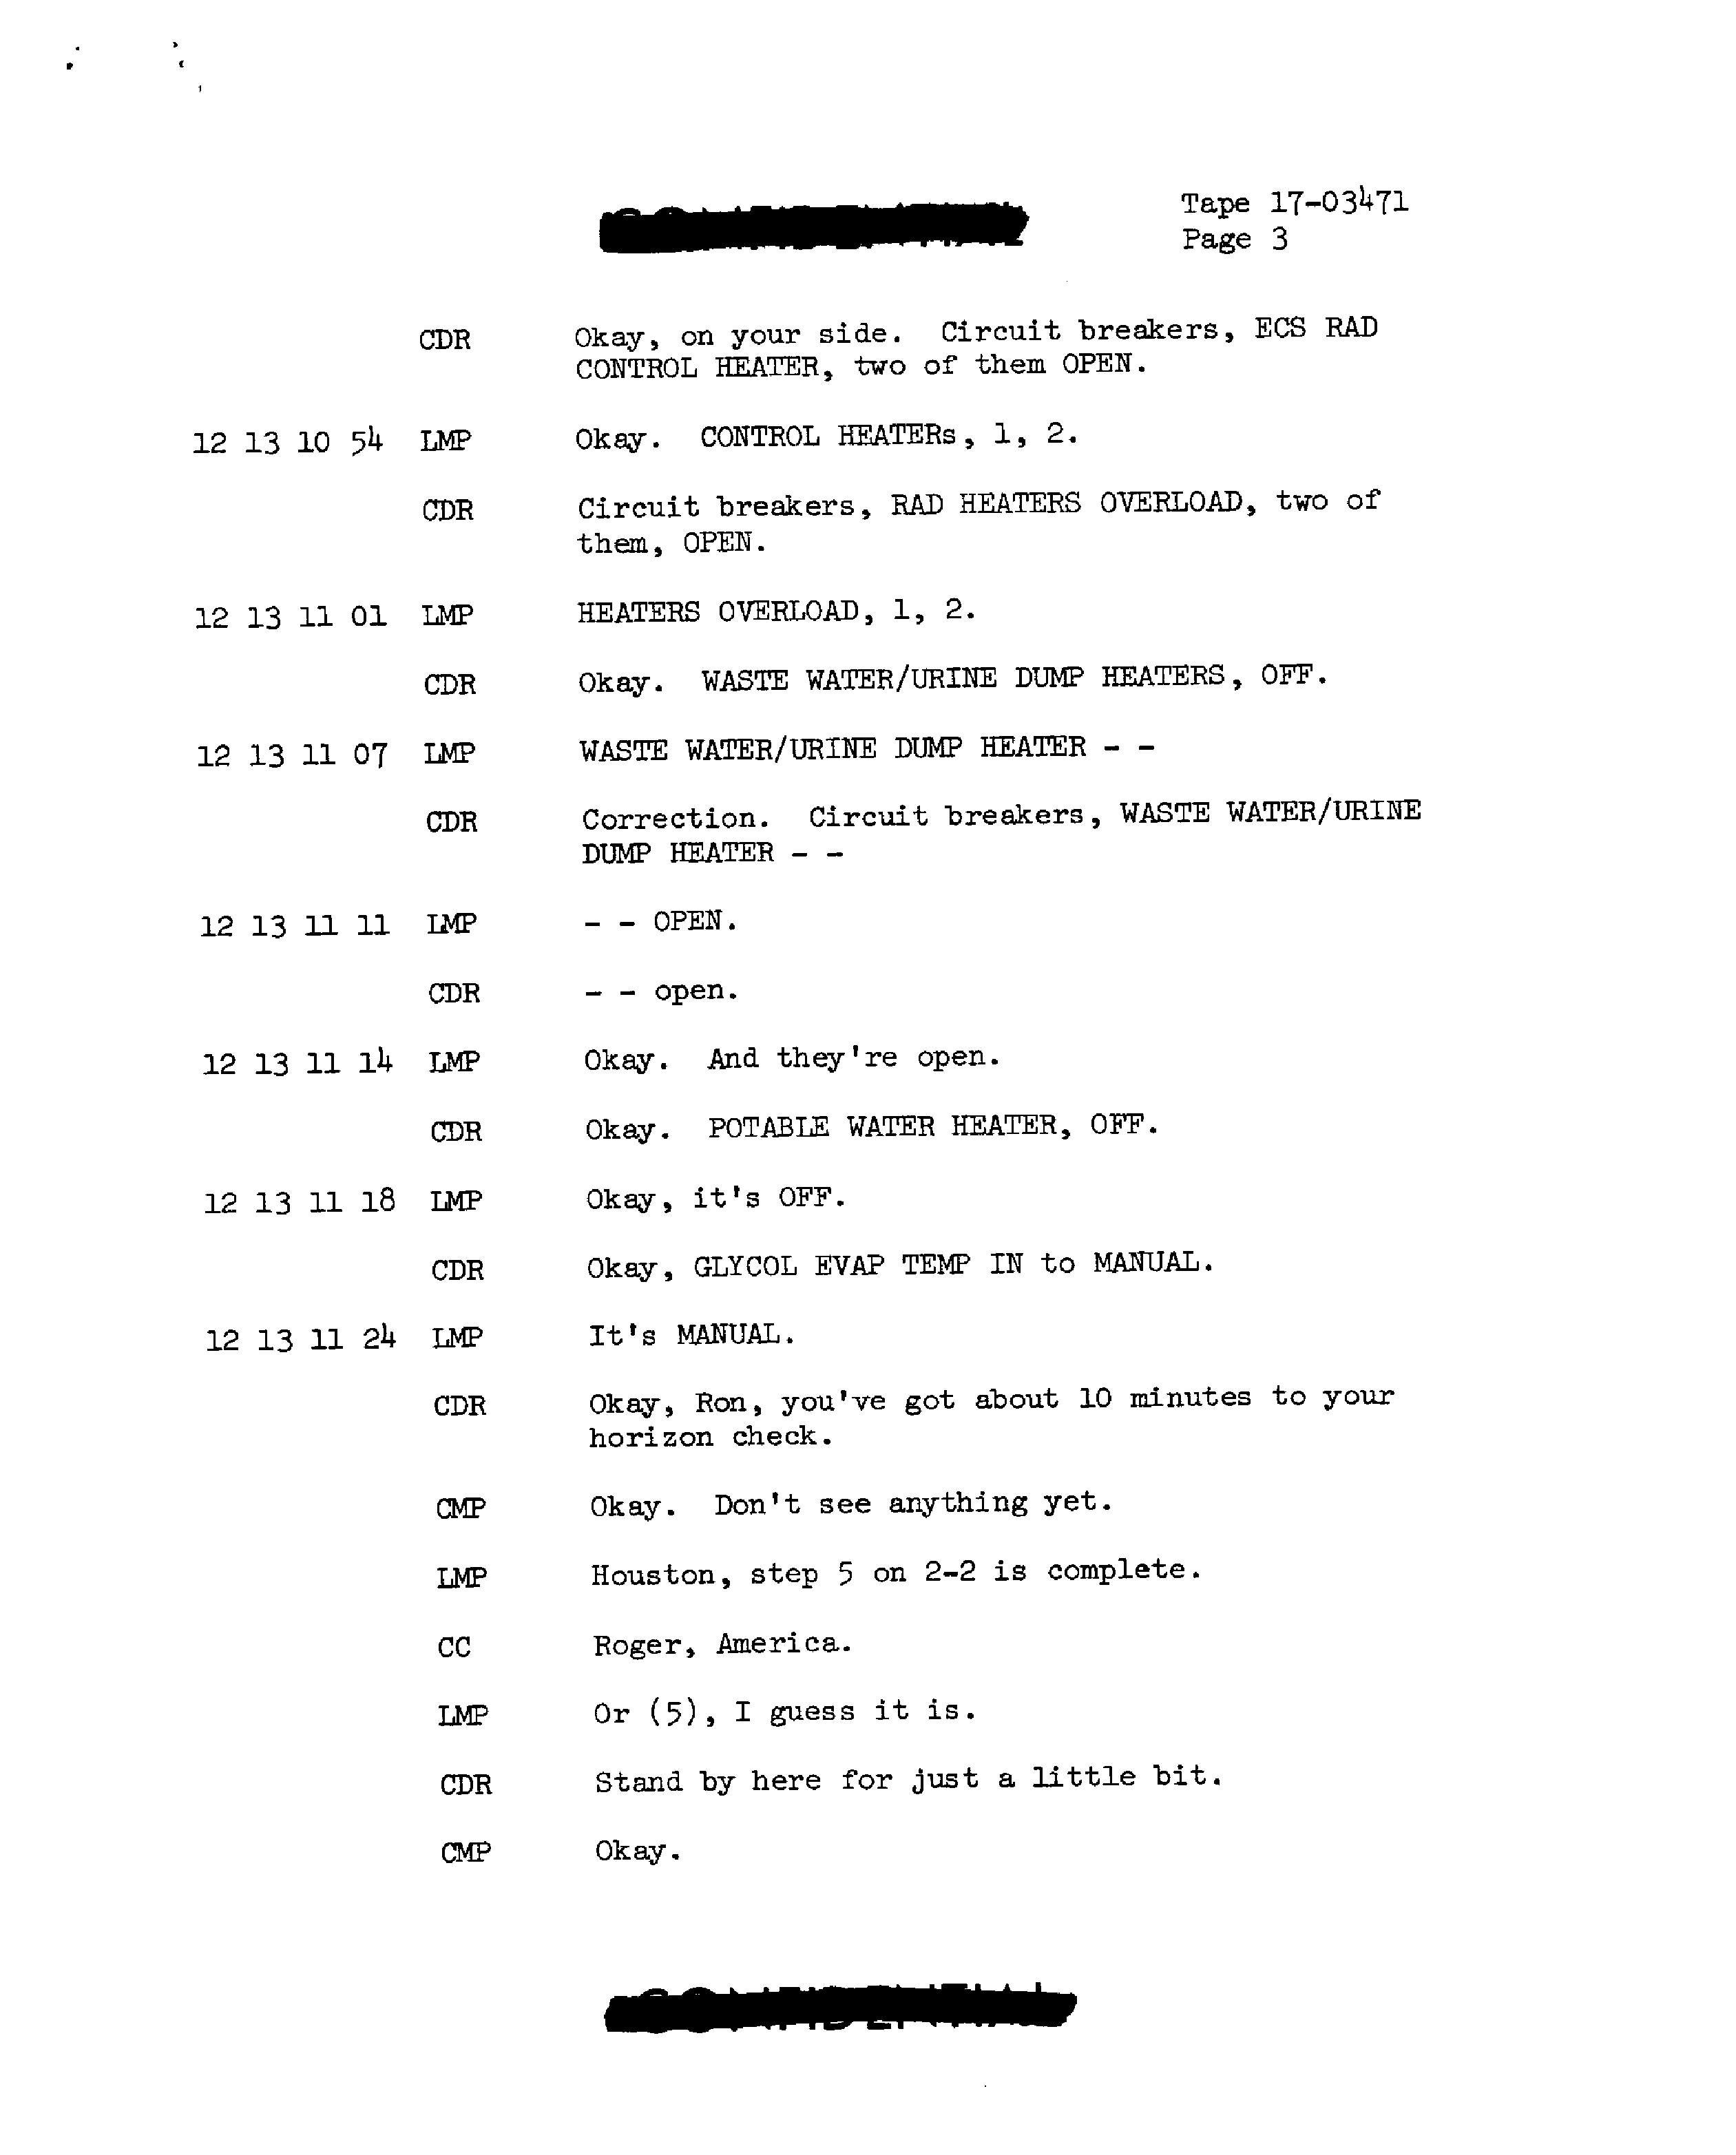 Tape 17-03471
Page 3
CDR Okay, on your side. Circuit breakers, ECS RAD
CONTROL HEATER, two of them OPEN.
12 13 10 54 LMP Okay. CONTROL HEATERs, 1, 2.
CDR Circuit breakers, RAD HEATERS OVERLOAD, two of
them, OPEN.
12 13 11 01 LMP HEATERS OVERLOAD, 1, 2.
CDR Okay. WASTE WATER/URINE DUMP HEATERS, OFF.
12 13 11 07 LMP WASTE WATER/URINE DUMP HEATER - -
CDR Correction. Circuit breakers, WASTE WATER/URINE
DUMP HEATER - -
12 13 11 11 LMP - - OPEN.
CDR - - open.
12 13 11 14 LMP Okay. And they're open.
CDR Okay. POTABLE WATER HEATER, OFF.
12 13 11 18 LMP Okay, it's OFF.
CDR Okay, GLYCOL EVAP TEMP IN to MANUAL.
12 13 11 24 LMP It's MANUAL.
CDR Okay, Ron, you've got about 10 minutes to your
horizon check.
CMP Okay. Don't see anything yet.
LMP Houston, step 5 on 2-2 is complete.
CC Roger, America.
LMP Or (5), I guess it is.
CDR Stand by here for just a little bit.
CMP Okay.